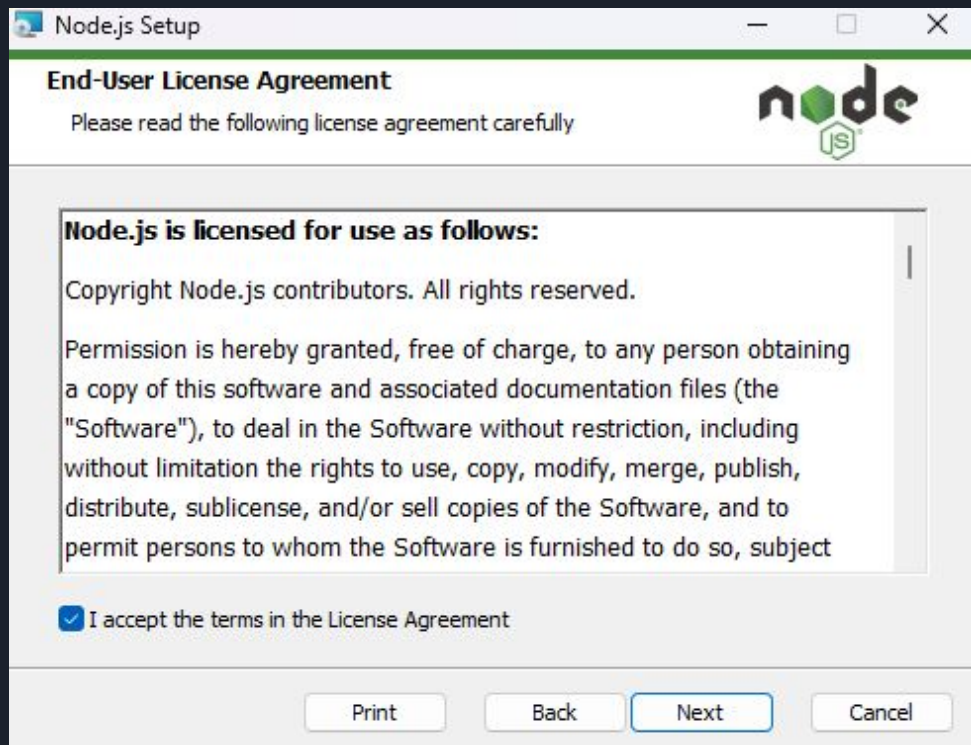 Node.js Setup
End-User License Agreement
Please read the following license agreement carefully
node
JS
Node.js is licensed for use as follows:
Copyright Node.js contributors. All rights reserved.
Permission is hereby granted, free of charge, to any person obtaining
a copy of this software and associated documentation files (the
"Software"), to deal in the Software without restriction, including
without limitation the rights to use, copy, modify, merge, publish,
distribute, sublicense, and/or sell copies of the Software, and to
permit persons to whom the Software is furnished to do so, subject
I accept the terms in the License Agreement
Print Back Next Cancel